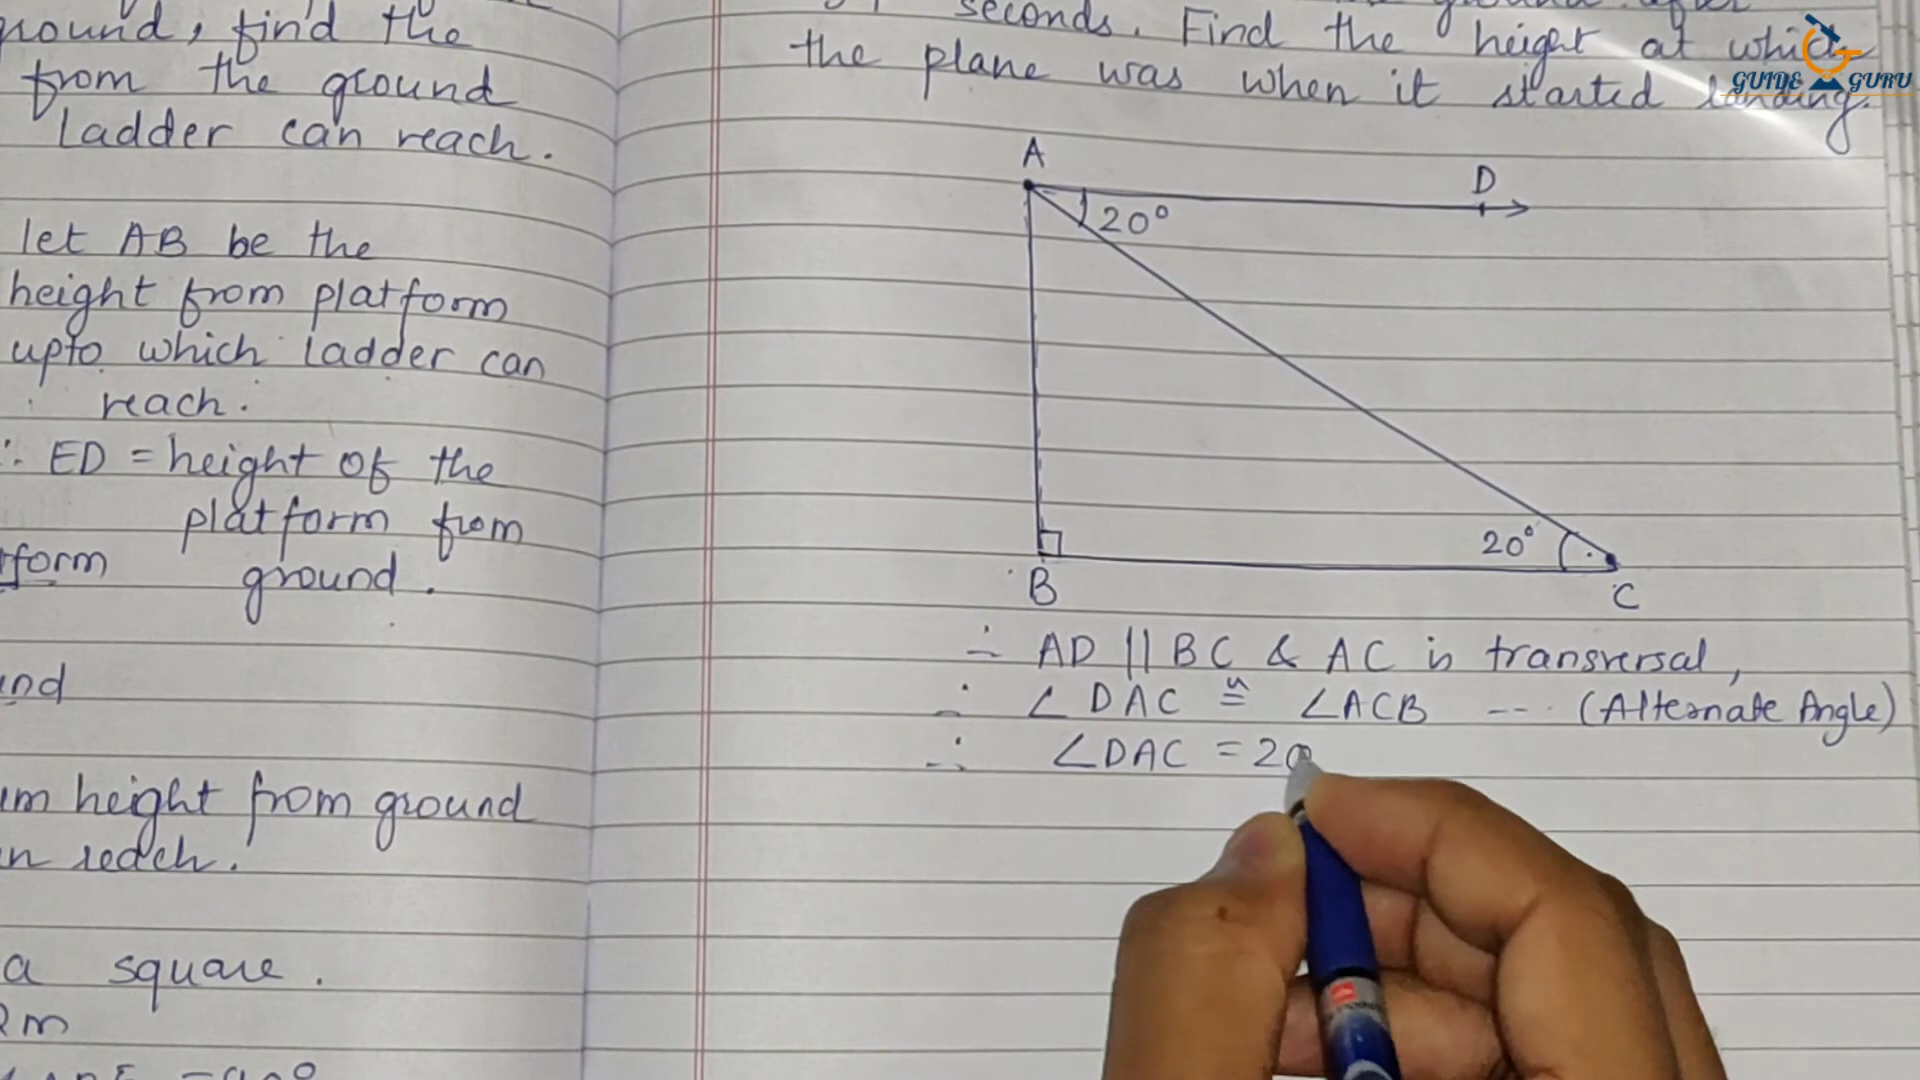 ground, find the
from the ground
ladder can reach.
let AB be the
height from platform
upto which ladder can
reach.
∴ ED = height of the
platform from
form ground.
nd
um height from ground
n reach.
a square.
2m
seconds. Find the height at which
the plane was when it started landing.
GUIDE GURU
A
D
20°
20°
B
C
∴ AD || BC & AC is transversal,
∴ ∠DAC ≅ ∠ACB --- (Alternate Angle)
∴ ∠DAC = 20